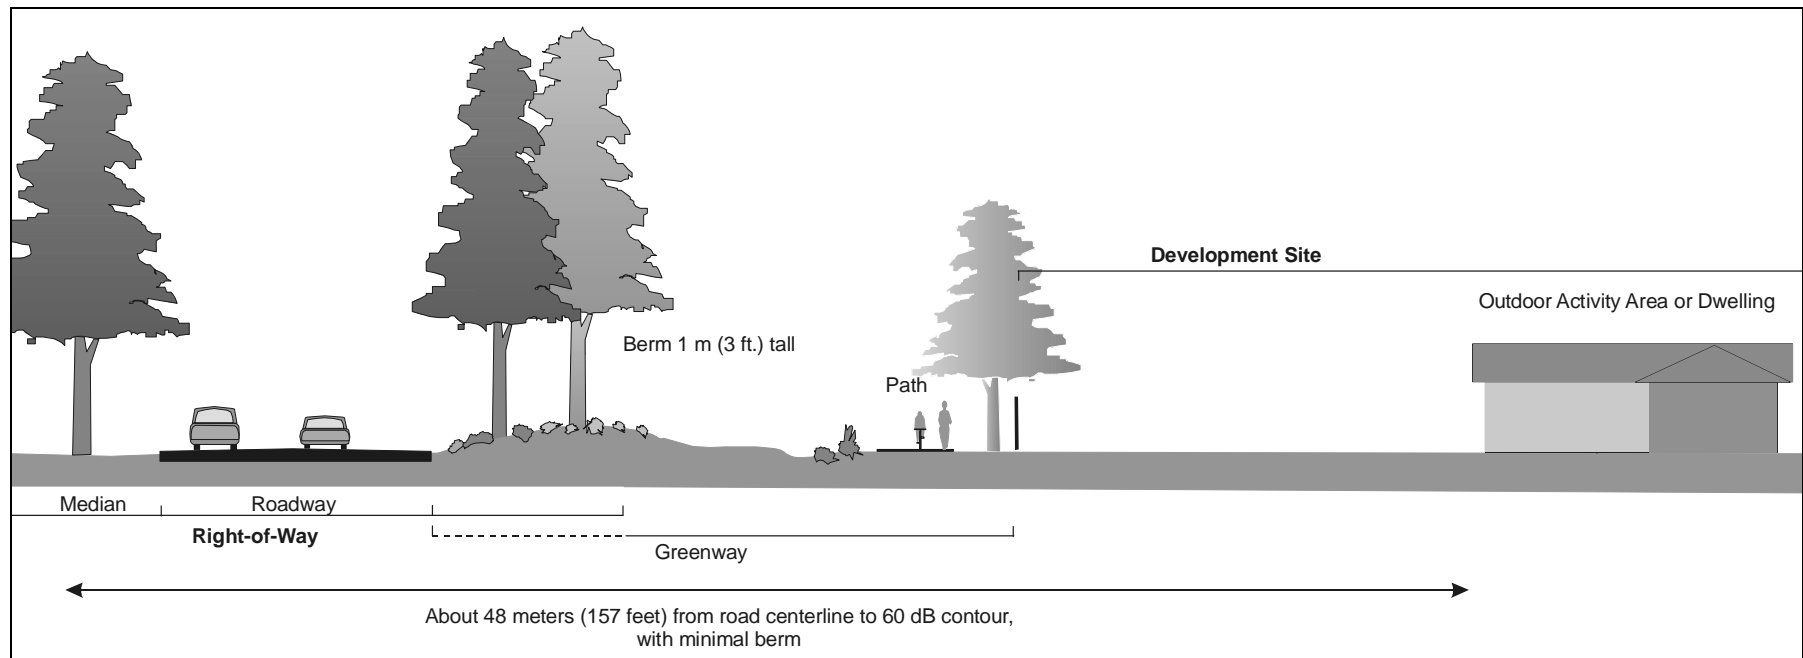 Development Site
Outdoor Activity Area or Dwelling
Berm 1 m (3 ft.) tall
Path
Median
Roadway
Right-of-Way
Greenway
About 48 meters (157 feet) from road centerline to 60 dB contour,
with minimal berm